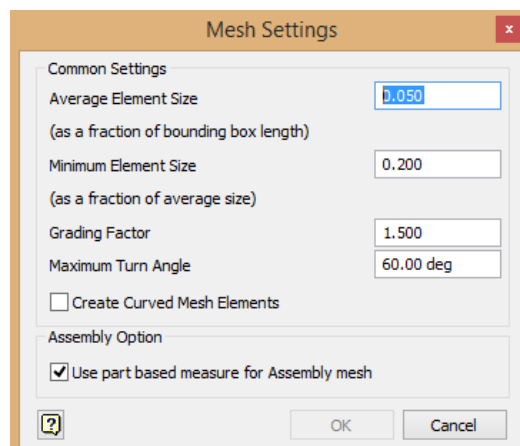 Mesh Settings
x
Common Settings
Average Element Size 0.050
(as a fraction of bounding box length)
Minimum Element Size 0.200
(as a fraction of average size)
Grading Factor 1.500
Maximum Turn Angle 60.00 deg
Create Curved Mesh Elements
Assembly Option
Use part based measure for Assembly mesh
? OK Cancel